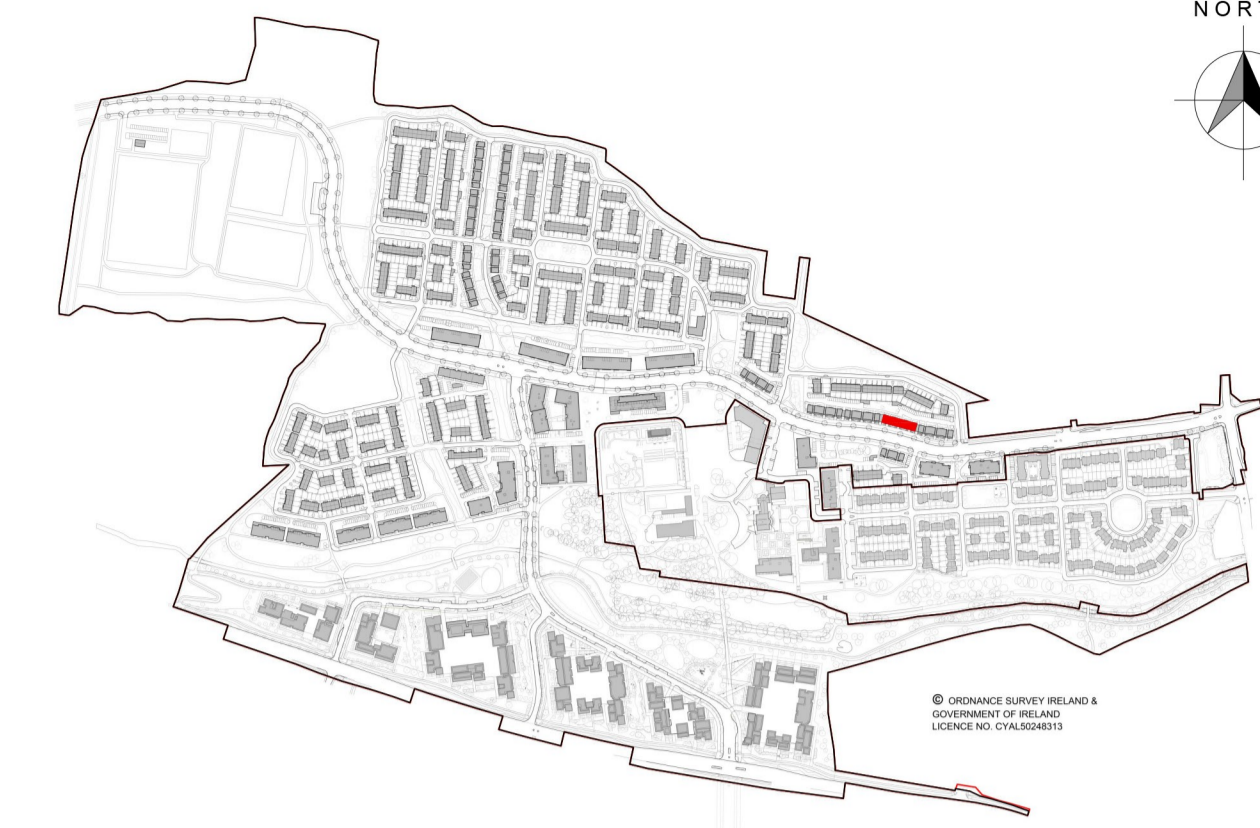 NORT
© ORDNANCE SURVEY IRELAND &
GOVERNMENT OF IRELAND
LICENCE NO. CYAL50248313